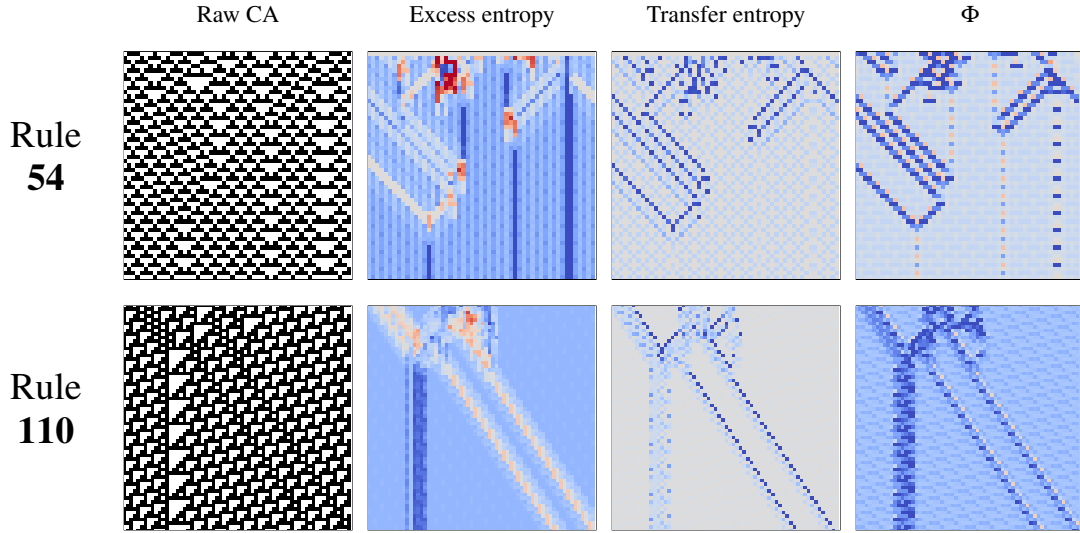 Raw CA
Excess entropy
Transfer entropy
Φ
Rule
54
Rule
110